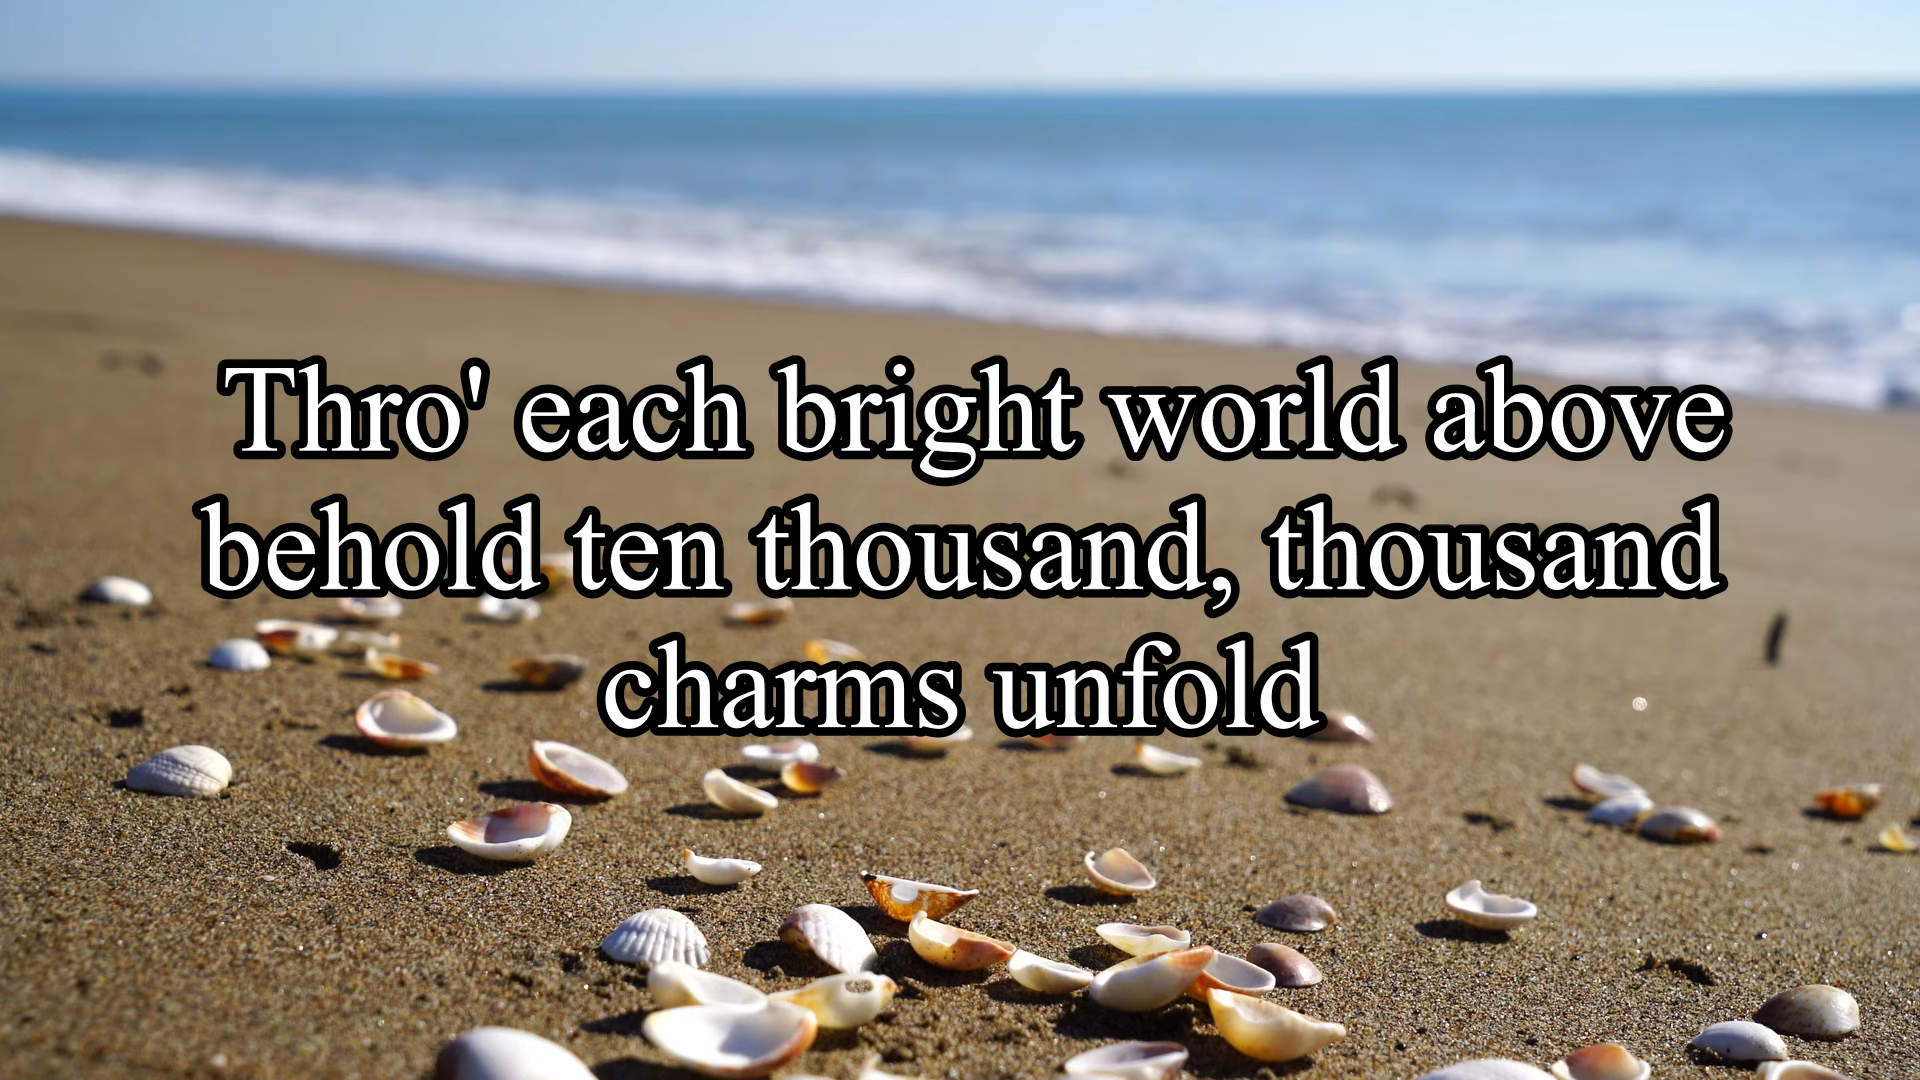 Thro' each bright world above
behold ten thousand, thousand
charms unfold